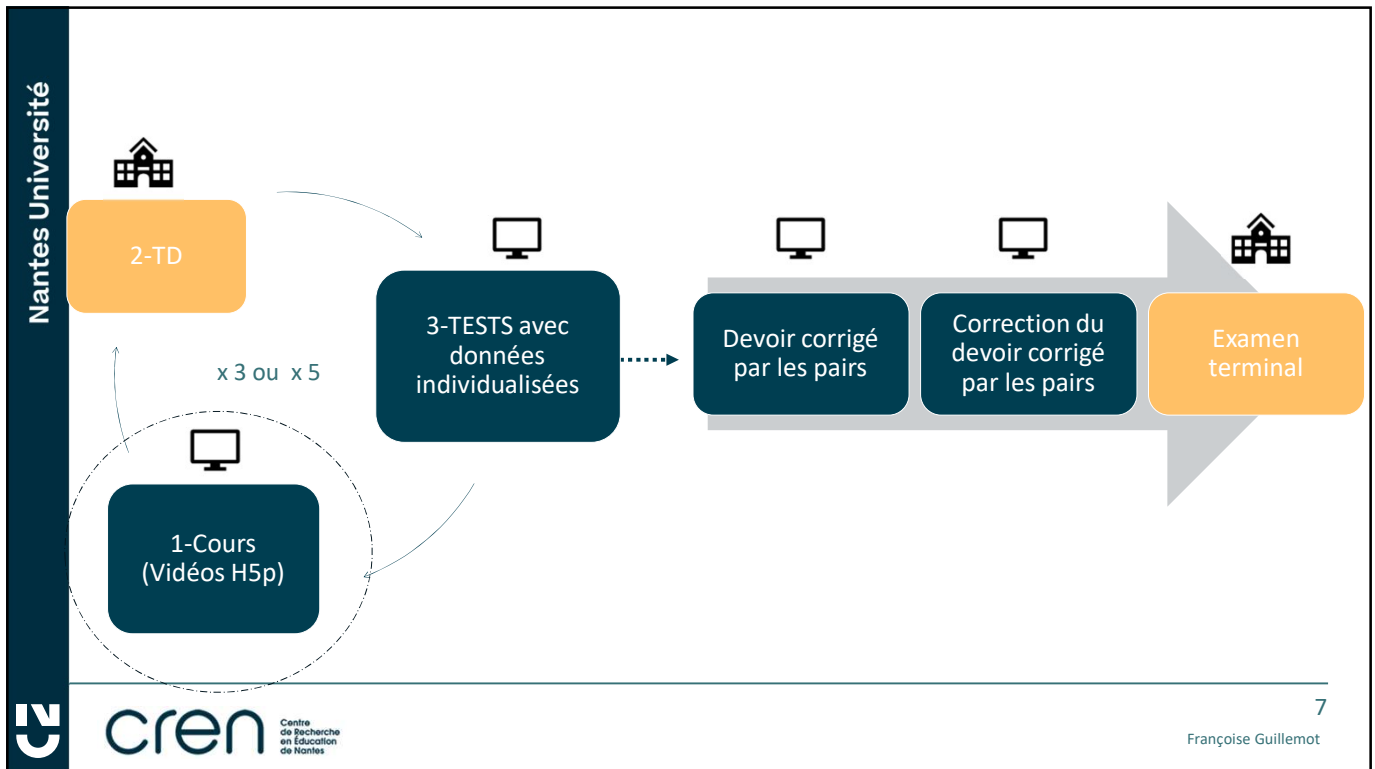 Nantes Université
2-TD
x 3 ou x 5
1-Cours
(Vidéos H5p)
3-TESTS avec
données
individualisées
Devoir corrigé
par les pairs
Correction du
devoir corrigé
par les pairs
Examen
terminal
cren
Centre
de Recherche
en Éducation
de Nantes
7
Françoise Guillemot